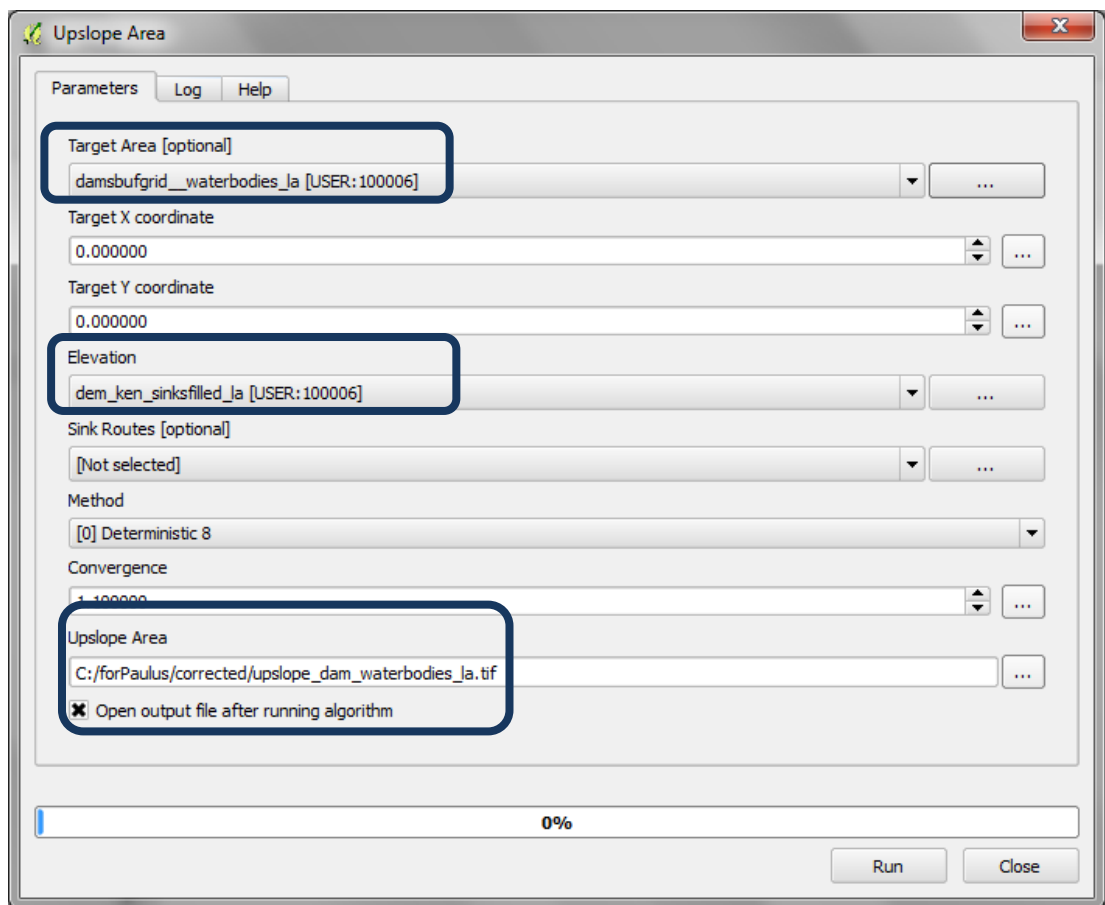 Upslope Area
Parameters Log Help
Target Area [optional]
damsbufgrid__waterbodies_la [USER:100006]
...
Target X coordinate
0.000000
...
Target Y coordinate
0.000000
...
Elevation
dem_ken_sinksfilled_la [USER:100006]
...
Sink Routes [optional]
[Not selected]
...
Method
[0] Deterministic 8
Convergence
1.100000
...
Upslope Area
C:/forPaulus/corrected/upslope_dam_waterbodies_la.tif
...
Open output file after running algorithm
0%
Run Close